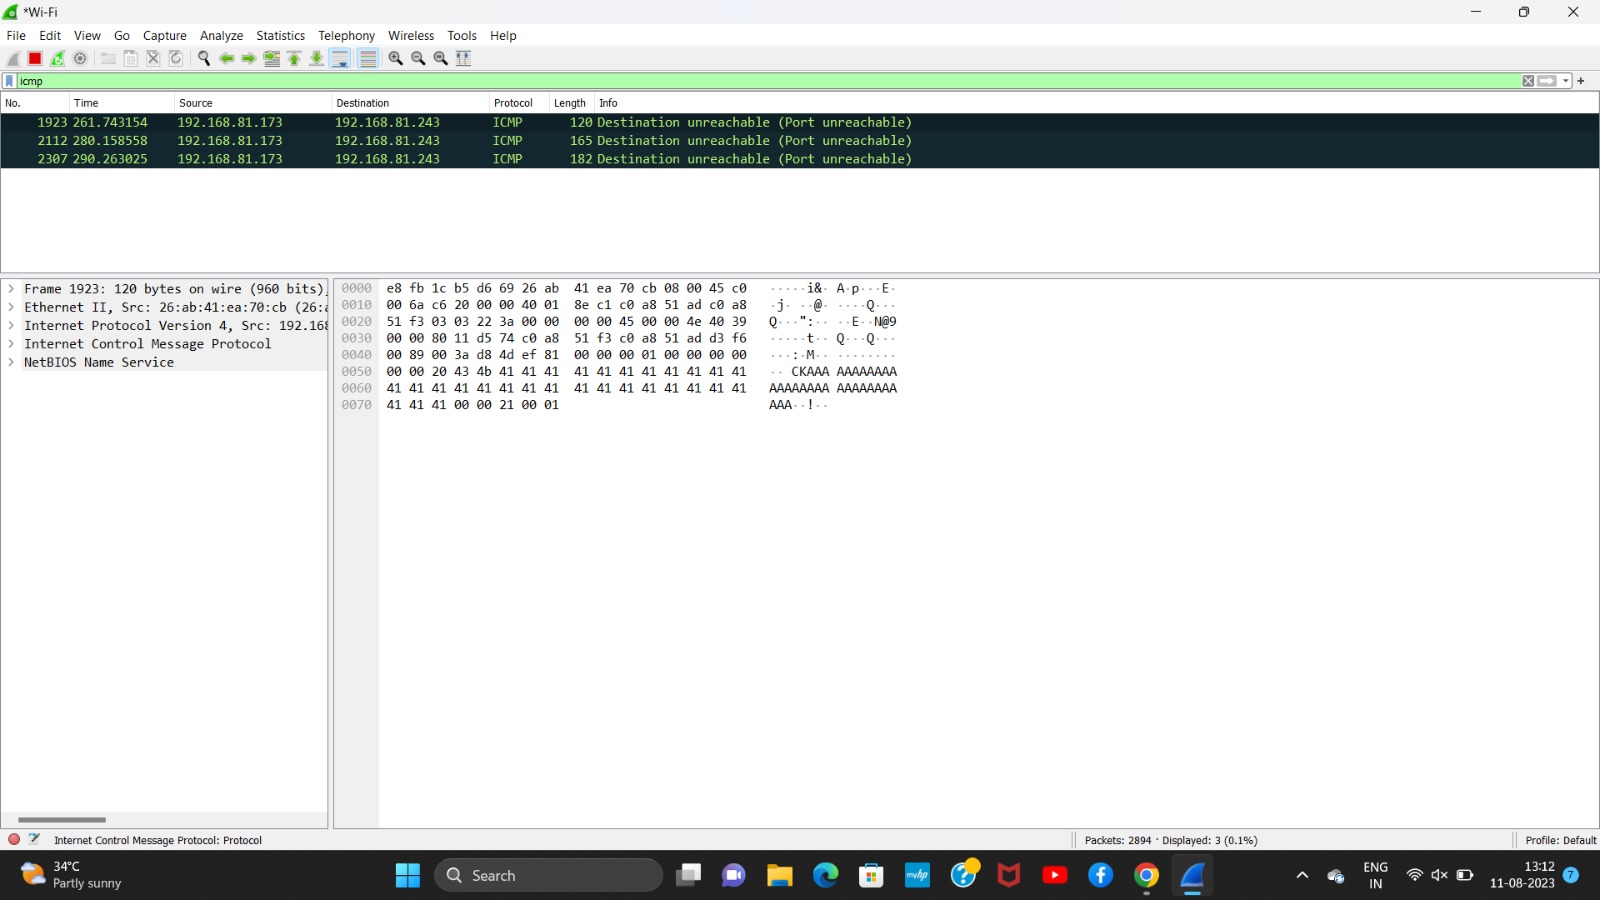 *Wi-Fi
File Edit View Go Capture Analyze Statistics Telephony Wireless Tools Help
icmp
No. Time Source Destination Protocol Length Info
1923 261.743154 192.168.81.173 192.168.81.243 ICMP 120 Destination unreachable (Port unreachable)
2112 280.158558 192.168.81.173 192.168.81.243 ICMP 165 Destination unreachable (Port unreachable)
2307 290.263025 192.168.81.173 192.168.81.243 ICMP 182 Destination unreachable (Port unreachable)
> Frame 1923: 120 bytes on wire (960 bits),
> Ethernet II, Src: 26:ab:41:ea:70:cb (26:a
> Internet Protocol Version 4, Src: 192.168
> Internet Control Message Protocol
> NetBIOS Name Service
0000 e8 fb 1c b5 d6 69 26 ab 41 ea 70 cb 08 00 45 c0 ·····i&· A·p···E·
0010 00 6a c6 20 00 00 40 01 8e c1 c0 a8 51 ad c0 a8 ·j· ··@· ····Q···
0020 51 f3 03 03 22 3a 00 00 00 00 45 00 00 4e 40 39 Q···":·· ··E··N@9
0030 00 00 80 11 d5 74 c0 a8 51 f3 c0 a8 51 ad d3 f6 ·····t·· Q···Q···
0040 00 89 00 3a d8 4d ef 81 00 00 00 01 00 00 00 00 ···:·M·· ········
0050 00 00 20 43 4b 41 41 41 41 41 41 41 41 41 41 41 ·· CKAAA AAAAAAAA
0060 41 41 41 41 41 41 41 41 41 41 41 41 41 41 41 41 AAAAAAAA AAAAAAAA
0070 41 41 41 00 00 21 00 01 AAA··!··
Internet Control Message Protocol: Protocol
Packets: 2894 · Displayed: 3 (0.1%)
Profile: Default
34°C
Partly sunny
Search
myhp
ENG
IN
13:12
11-08-2023
7